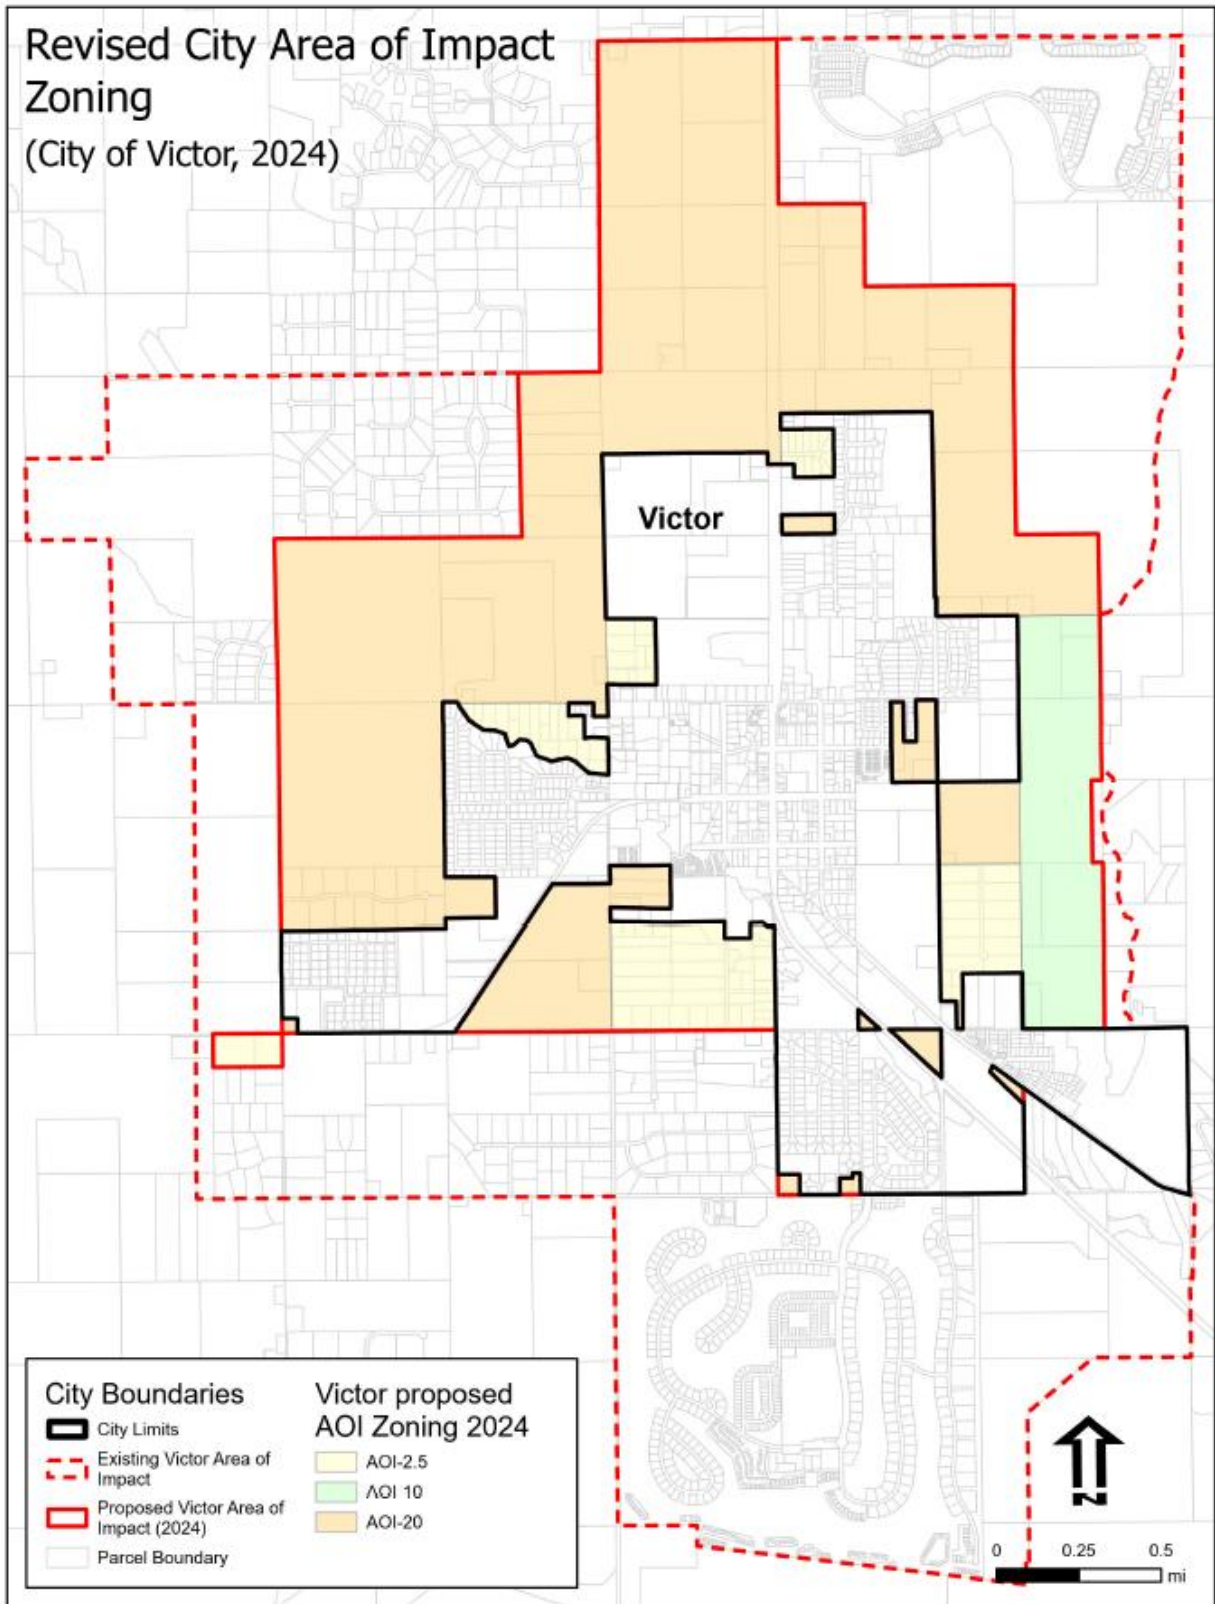 Revised City Area of Impact
Zoning
(City of Victor, 2024)
Victor
City Boundaries
City Limits
Existing Victor Area of
Impact
Proposed Victor Area of
Impact (2024)
Parcel Boundary
Victor proposed
AOI Zoning 2024
AOI-2.5
AOI 10
AOI-20
N
0 0.25 0.5
mi